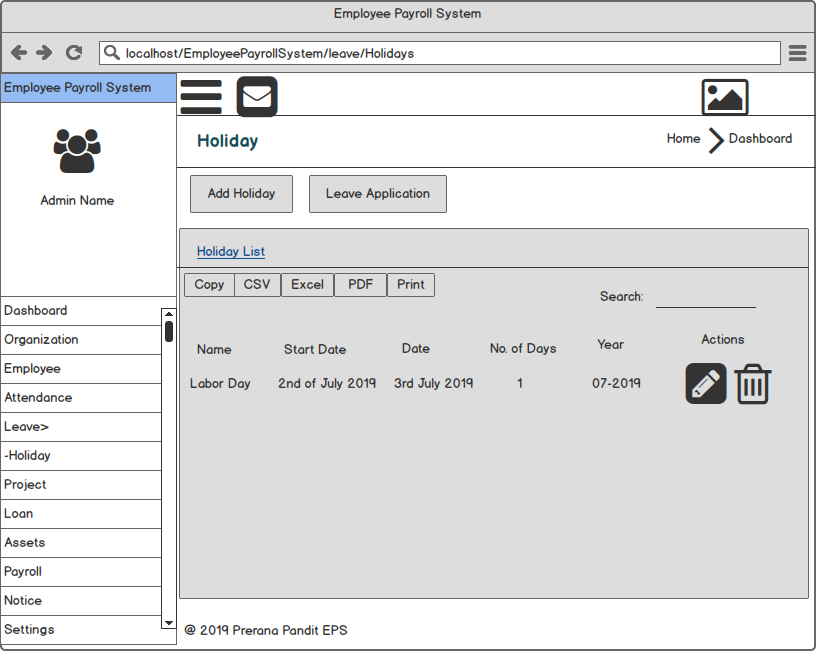 Employee Payroll System
localhost/EmployeePayrollSystem/leave/Holidays
Employee Payroll System
Admin Name
Dashboard
Organization
Employee
Attendance
Leave>
-Holiday
Project
Loan
Assets
Payroll
Notice
Settings
Holiday
Home Dashboard
Add Holiday Leave Application
Holiday List
Copy CSV Excel PDF Print
Search:
Name Start Date Date No. of Days Year Actions
Labor Day 2nd of July 2019 3rd July 2019 1 07-2019
@ 2019 Prerana Pandit EPS